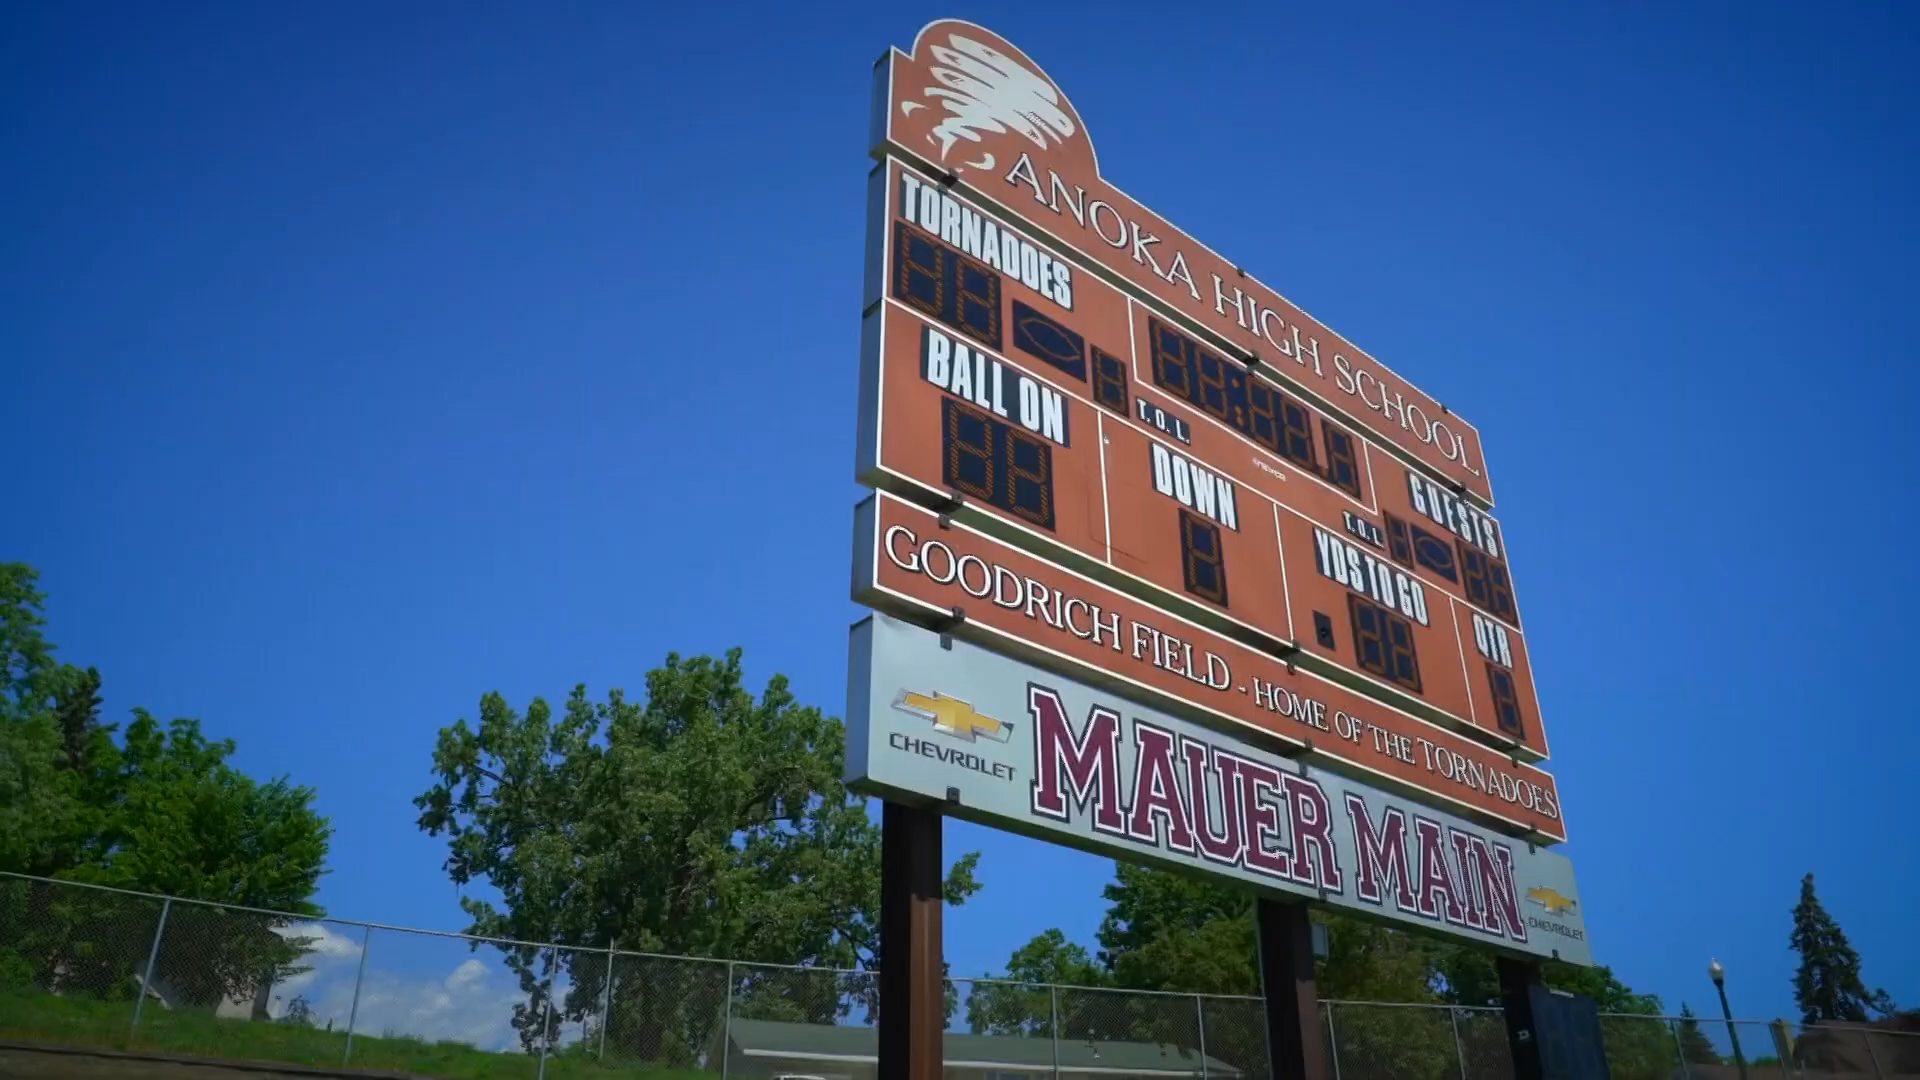 ANOKA HIGH SCHOOL
TORNADOES
GUESTS
T.O.L.
T.O.L.
BALL ON
DOWN
YDS TO GO
QTR
GOODRICH FIELD - HOME OF THE TORNADOES
CHEVROLET
MAUER MAIN
CHEVROLET